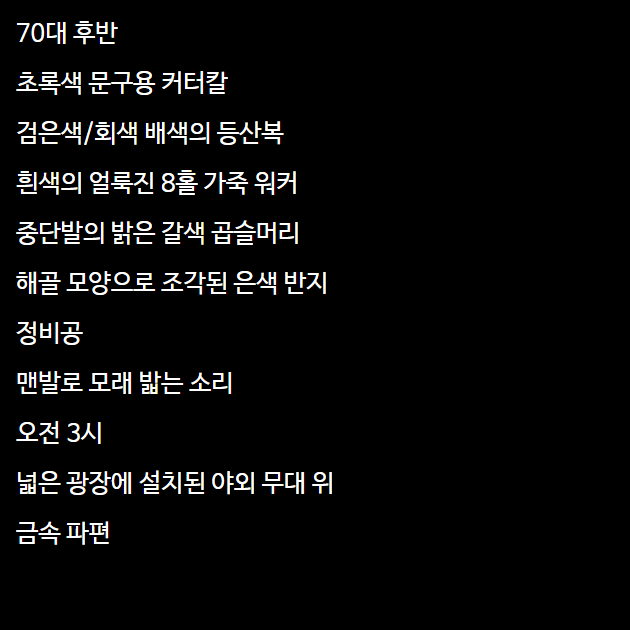 70대 후반
초록색 문구용 커터칼
검은색/회색 배색의 등산복
흰색의 얼룩진 8홀 가죽 워커
중단발의 밝은 갈색 곱슬머리
해골 모양으로 조각된 은색 반지
정비공
맨발로 모래 밟는 소리
오전 3시
넓은 광장에 설치된 야외 무대 위
금속 파편